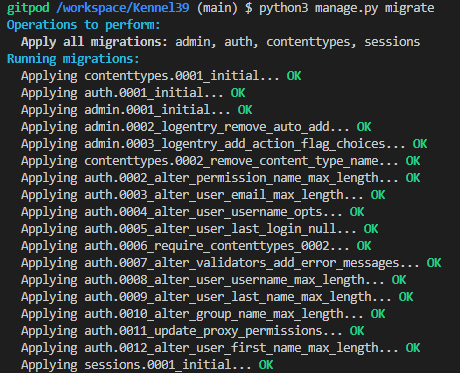 gitpod /workspace/Kennel39 (main) $ python3 manage.py migrate
Operations to perform:
  Apply all migrations: admin, auth, contenttypes, sessions
Running migrations:
  Applying contenttypes.0001_initial... OK
  Applying auth.0001_initial... OK
  Applying admin.0001_initial... OK
  Applying admin.0002_logentry_remove_auto_add... OK
  Applying admin.0003_logentry_add_action_flag_choices... OK
  Applying contenttypes.0002_remove_content_type_name... OK
  Applying auth.0002_alter_permission_name_max_length... OK
  Applying auth.0003_alter_user_email_max_length... OK
  Applying auth.0004_alter_user_username_opts... OK
  Applying auth.0005_alter_user_last_login_null... OK
  Applying auth.0006_require_contenttypes_0002... OK
  Applying auth.0007_alter_validators_add_error_messages... OK
  Applying auth.0008_alter_user_username_max_length... OK
  Applying auth.0009_alter_user_last_name_max_length... OK
  Applying auth.0010_alter_group_name_max_length... OK
  Applying auth.0011_update_proxy_permissions... OK
  Applying auth.0012_alter_user_first_name_max_length... OK
  Applying sessions.0001_initial... OK